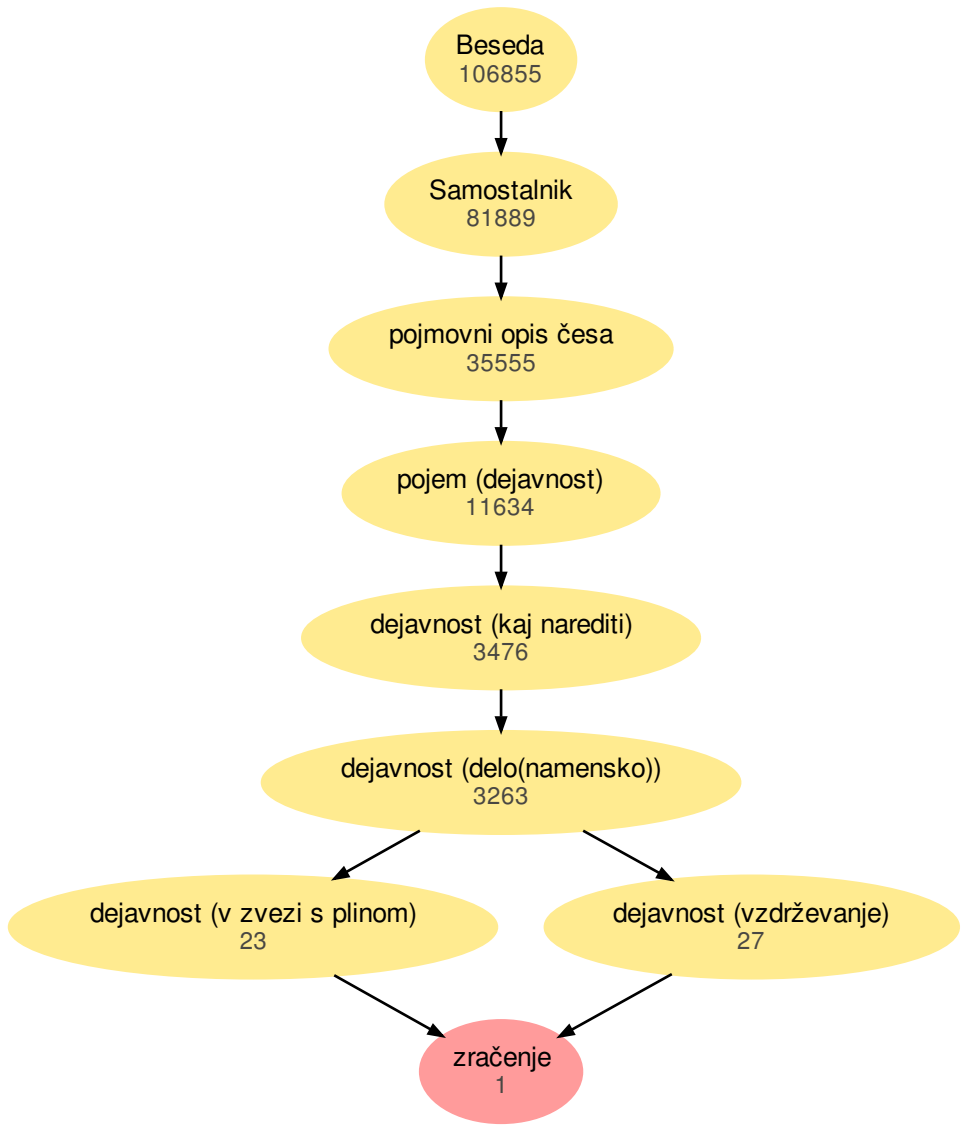 Beseda
106855
Samostalnik
81889
pojmovni opis česa
35555
pojem (dejavnost)
11634
dejavnost (kaj narediti)
3476
dejavnost (delo(namensko))
3263
dejavnost (v zvezi s plinom)
23
dejavnost (vzdrževanje)
27
zračenje
1